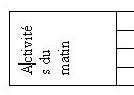 Activité
s du
matin